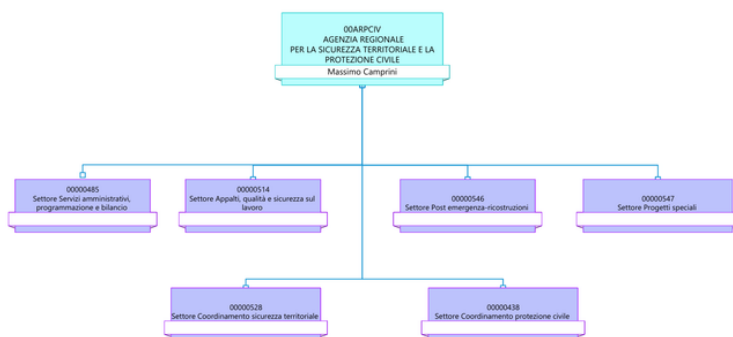 00ARPCIV
AGENZIA REGIONALE
PER LA SICUREZZA TERRITORIALE E LA
PROTEZIONE CIVILE
Massimo Camprini
00000485
Settore Servizi amministrativi,
programmazione e bilancio
00000514
Settore Appalti, qualità e sicurezza sul
lavoro
00000546
Settore Post emergenza-ricostruzioni
00000547
Settore Progetti speciali
00000528
Settore Coordinamento sicurezza territoriale
00000438
Settore Coordinamento protezione civile